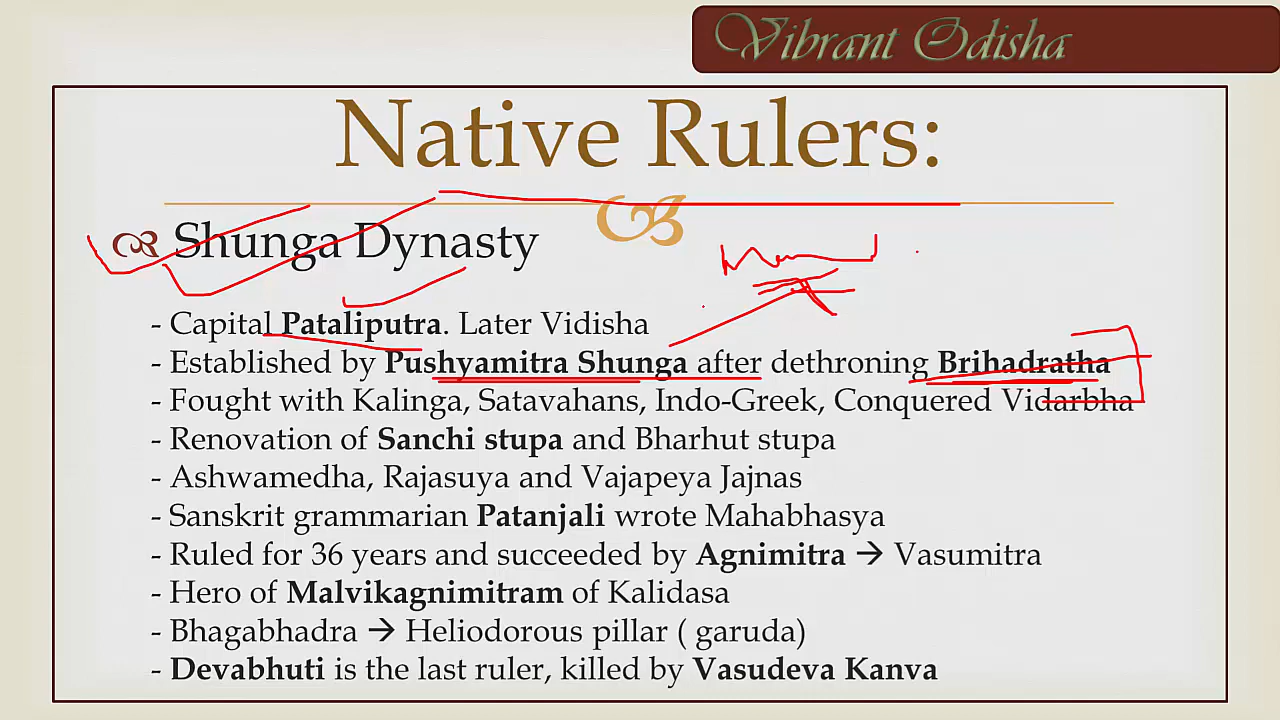 Vibrant Odisha
Native Rulers:
Shunga Dynasty
- Capital Pataliputra. Later Vidisha
- Established by Pushyamitra Shunga after dethroning Brihadratha
- Fought with Kalinga, Satavahans, Indo-Greek, Conquered Vidarbha
- Renovation of Sanchi stupa and Bharhut stupa
- Ashwamedha, Rajasuya and Vajapeya Jajnas
- Sanskrit grammarian Patanjali wrote Mahabhasya
- Ruled for 36 years and succeeded by Agnimitra → Vasumitra
- Hero of Malvikagnimitram of Kalidasa
- Bhagabhadra → Heliodorous pillar ( garuda)
- Devabhuti is the last ruler, killed by Vasudeva Kanva